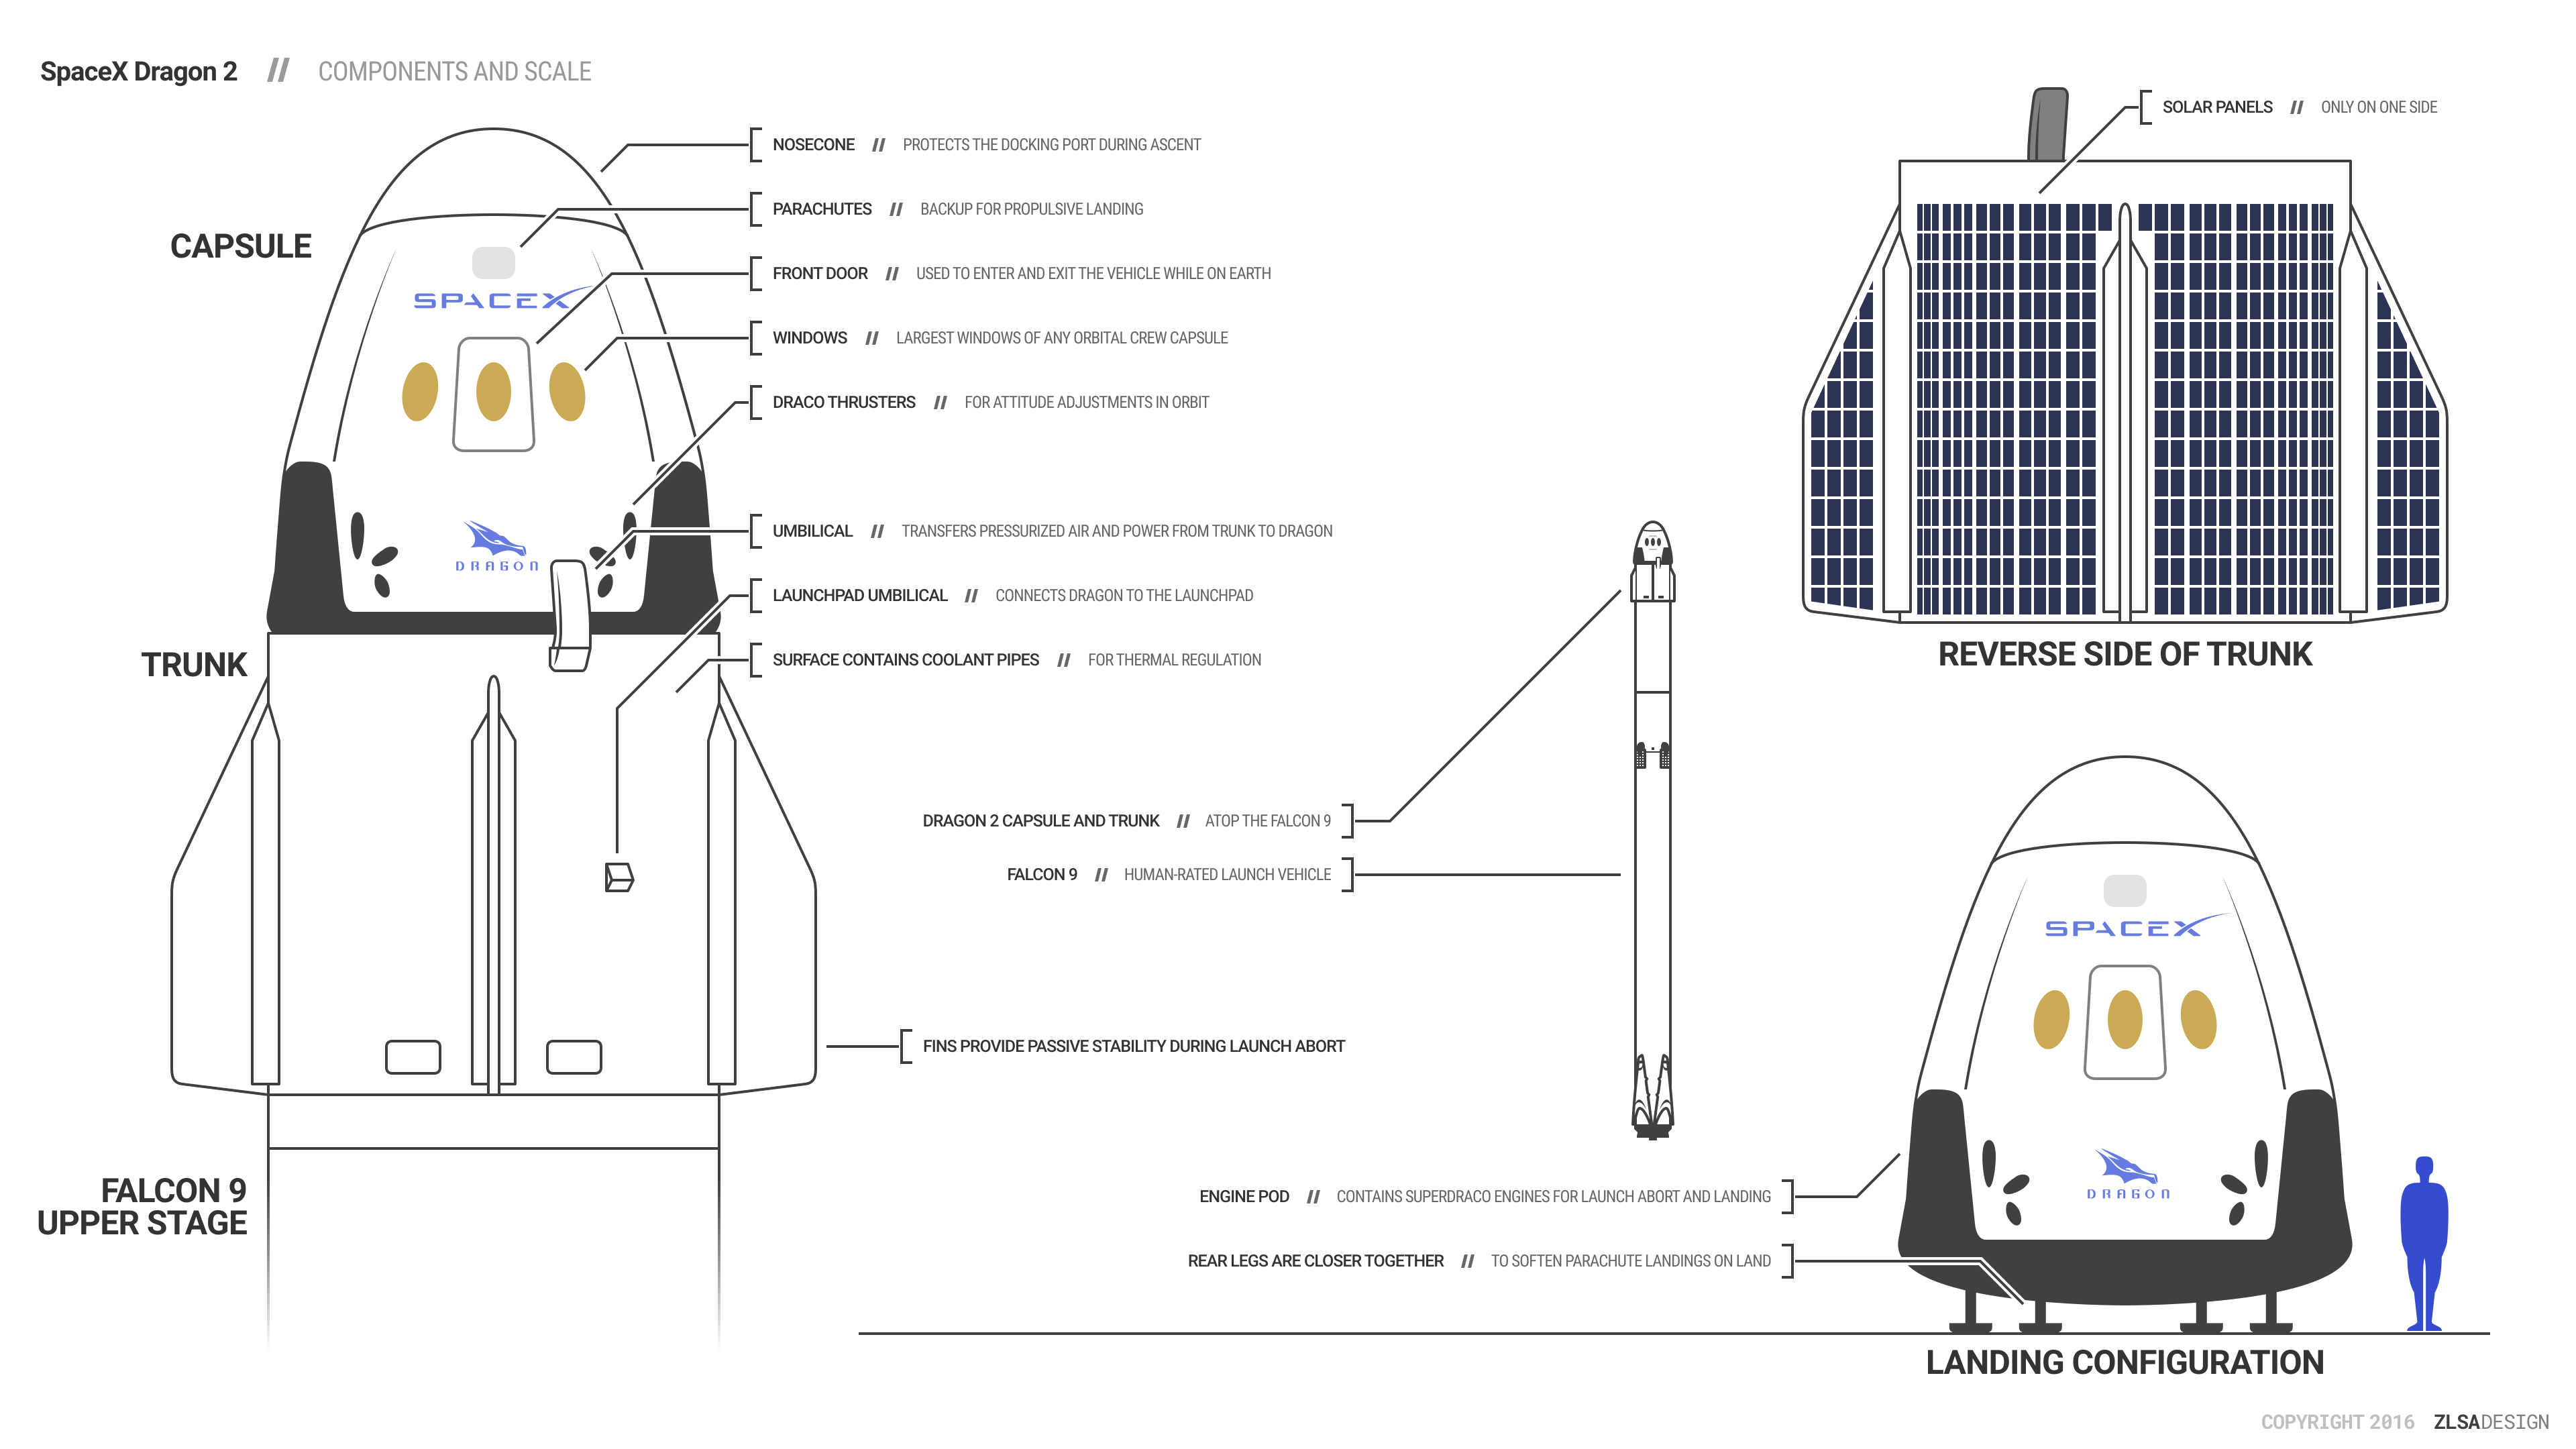 SpaceX Dragon 2 // COMPONENTS AND SCALE
CAPSULE
NOSECONE // PROTECTS THE DOCKING PORT DURING ASCENT
PARACHUTES // BACKUP FOR PROPULSIVE LANDING
FRONT DOOR // USED TO ENTER AND EXIT THE VEHICLE WHILE ON EARTH
WINDOWS // LARGEST WINDOWS OF ANY ORBITAL CREW CAPSULE
DRACO THRUSTERS // FOR ATTITUDE ADJUSTMENTS IN ORBIT
UMBILICAL // TRANSFERS PRESSURIZED AIR AND POWER FROM TRUNK TO DRAGON
LAUNCHPAD UMBILICAL // CONNECTS DRAGON TO THE LAUNCHPAD
SURFACE CONTAINS COOLANT PIPES // FOR THERMAL REGULATION
SPACEX
DRAGON
TRUNK
FALCON 9
UPPER STAGE
DRAGON 2 CAPSULE AND TRUNK // ATOP THE FALCON 9
FALCON 9 // HUMAN-RATED LAUNCH VEHICLE
FINS PROVIDE PASSIVE STABILITY DURING LAUNCH ABORT
SOLAR PANELS // ONLY ON ONE SIDE
REVERSE SIDE OF TRUNK
SPACEX
DRAGON
ENGINE POD // CONTAINS SUPERDRACO ENGINES FOR LAUNCH ABORT AND LANDING
REAR LEGS ARE CLOSER TOGETHER // TO SOFTEN PARACHUTE LANDINGS ON LAND
LANDING CONFIGURATION
COPYRIGHT 2016 ZLSADESIGN